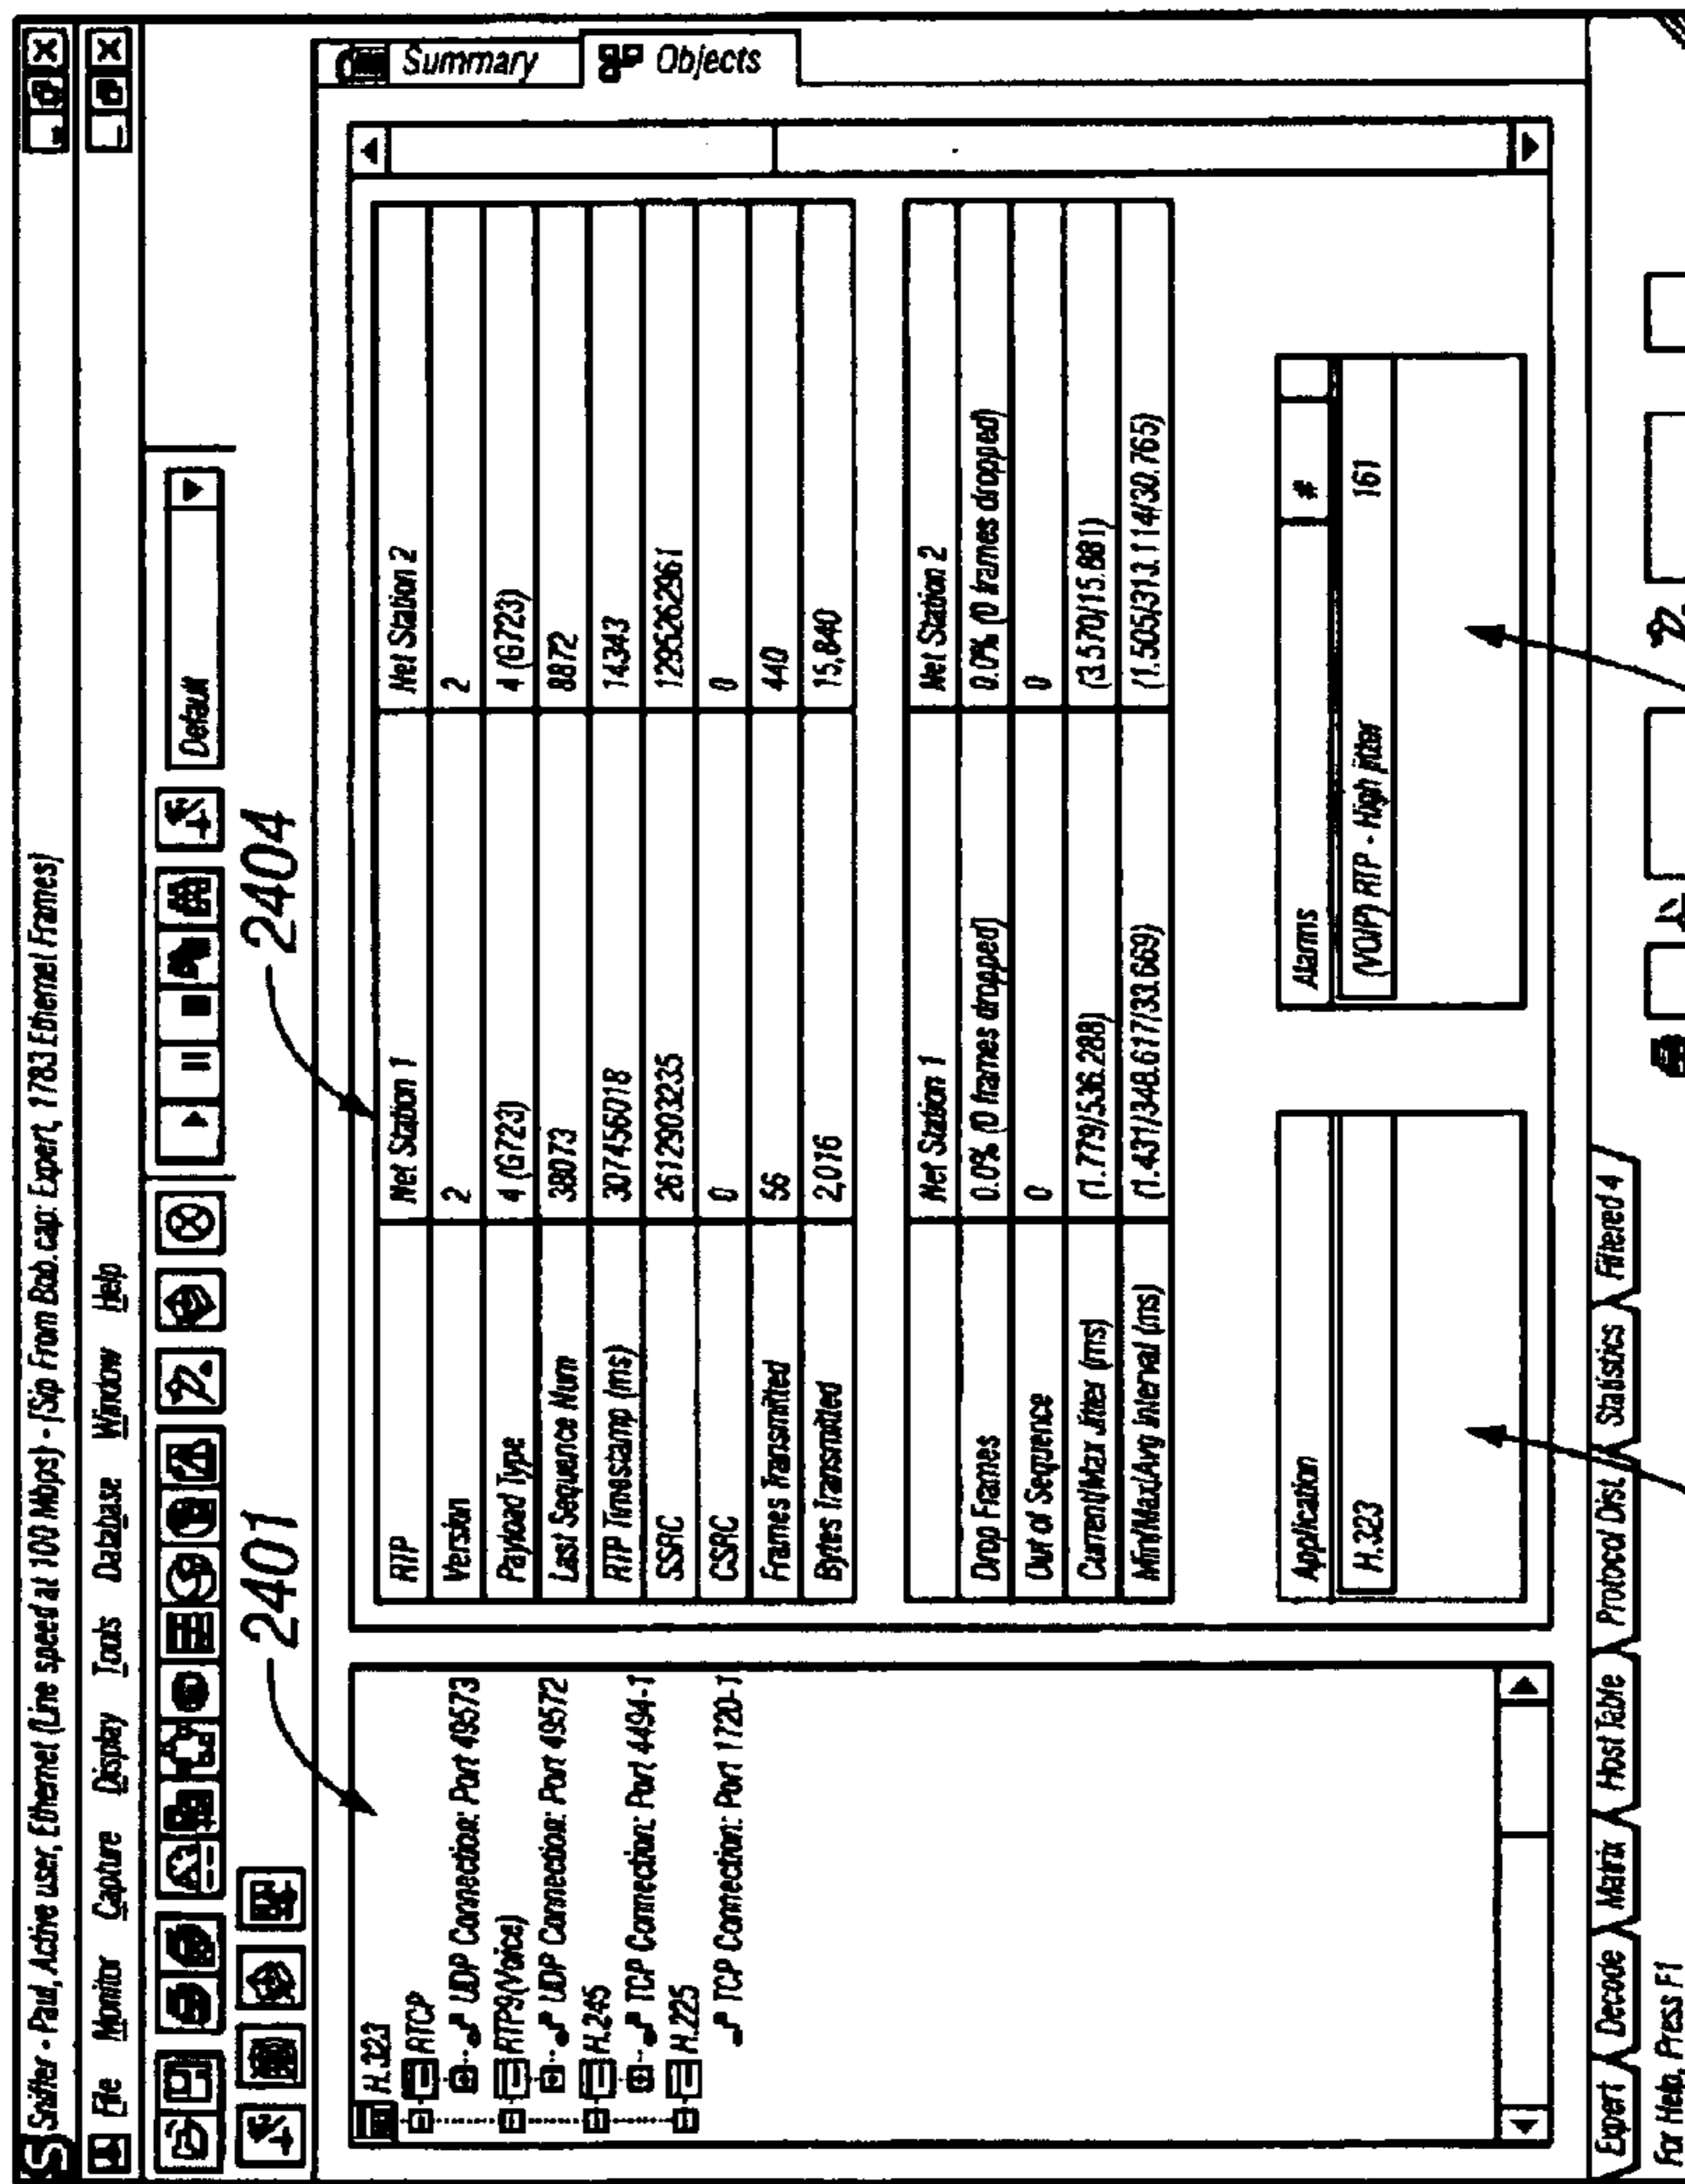 Sniffer - Paul, Active user, Ethernet (Line speed at 100 Mbps) - [Sip From Bob.cap: Expert, 1783 Ethernet Frames]
File Monitor Capture Display Tools Database Window Help
Default
2401
2404
H.323
RTCP
UDP Connection: Port 49573
RTP9(Voice)
UDP Connection: Port 49572
H.245
TCP Connection: Port 4494-1
H.225
TCP Connection: Port 1720-1
RTP Net Station 1 Net Station 2
Version 2 2
Payload Type 4 (G723) 4 (G723)
Last Sequence Num 38073 8872
RTP Timestamp (ms) 307456018 14343
SSRC 2612903235 1295262961
CSRC 0 0
Frames Transmitted 56 440
Bytes Transmitted 2,016 15,840
Net Station 1 Net Station 2
Drop Frames 0.0% (0 frames dropped) 0.0% (0 frames dropped)
Out of Sequence 0 0
Current/Max Jitter (ms) (1.779/536.288) (3.570/15.881)
Min/Max/Avg Interval (ms) (1.431/348.617/33.669) (1.505/313.114/30.765)
Application
H.323
Alarms #
(VOIP) RTP - High jitter 161
Summary
Objects
Expert Decode Matrix Host Table Protocol Dist. Statistics Filtered 4
For Help, Press F1